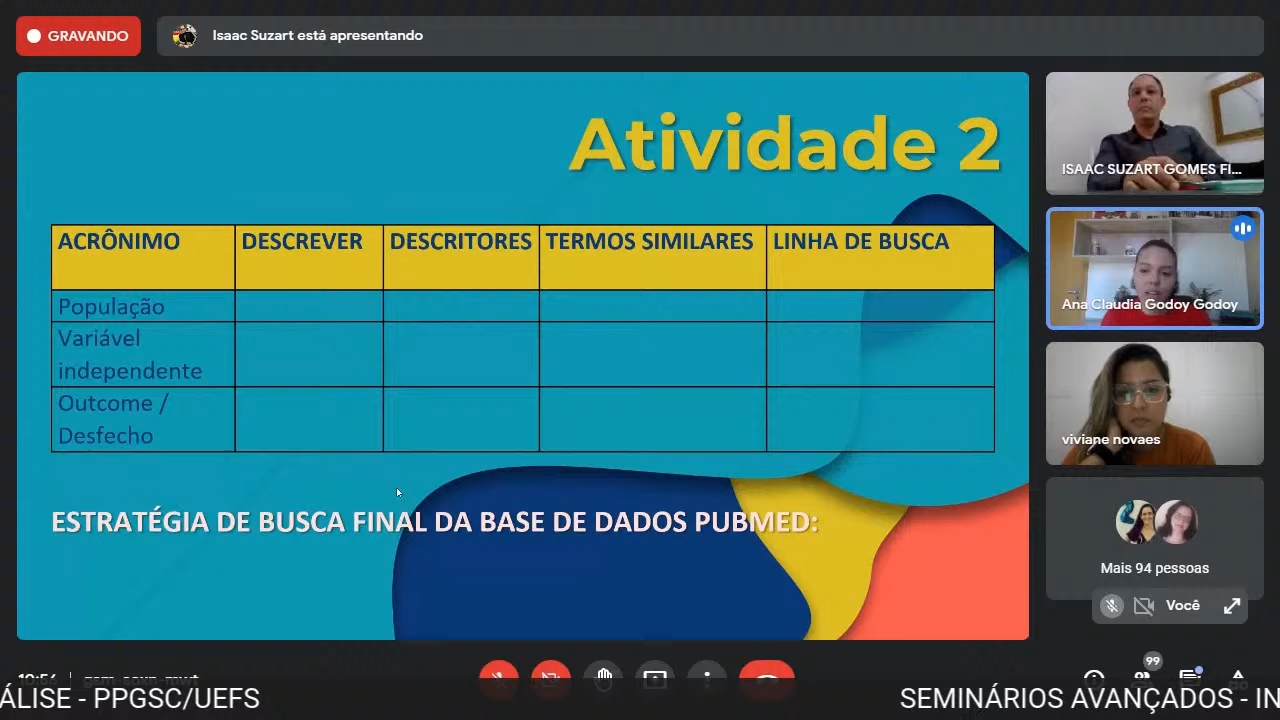 GRAVANDO
Isaac Suzart está apresentando
Atividade 2
ACRÔNIMO DESCREVER DESCRITORES TERMOS SIMILARES LINHA DE BUSCA
População
Variável
independente
Outcome /
Desfecho
ESTRATÉGIA DE BUSCA FINAL DA BASE DE DADOS PUBMED:
ISAAC SUZART GOMES FI...
Ana Claudia Godoy Godoy
viviane novaes
Mais 94 pessoas
Você
99
ÁLISE - PPGSC/UEFS
SEMINÁRIOS AVANÇADOS - IN